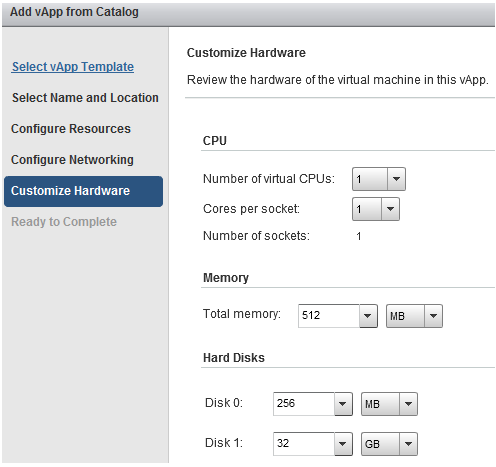 Add vApp from Catalog
Select vApp Template
Select Name and Location
Configure Resources
Configure Networking
Customize Hardware
Ready to Complete
Customize Hardware
Review the hardware of the virtual machine in this vApp.
CPU
Number of virtual CPUs: 1
Cores per socket: 1
Number of sockets: 1
Memory
Total memory: 512 MB
Hard Disks
Disk 0: 256 MB
Disk 1: 32 GB